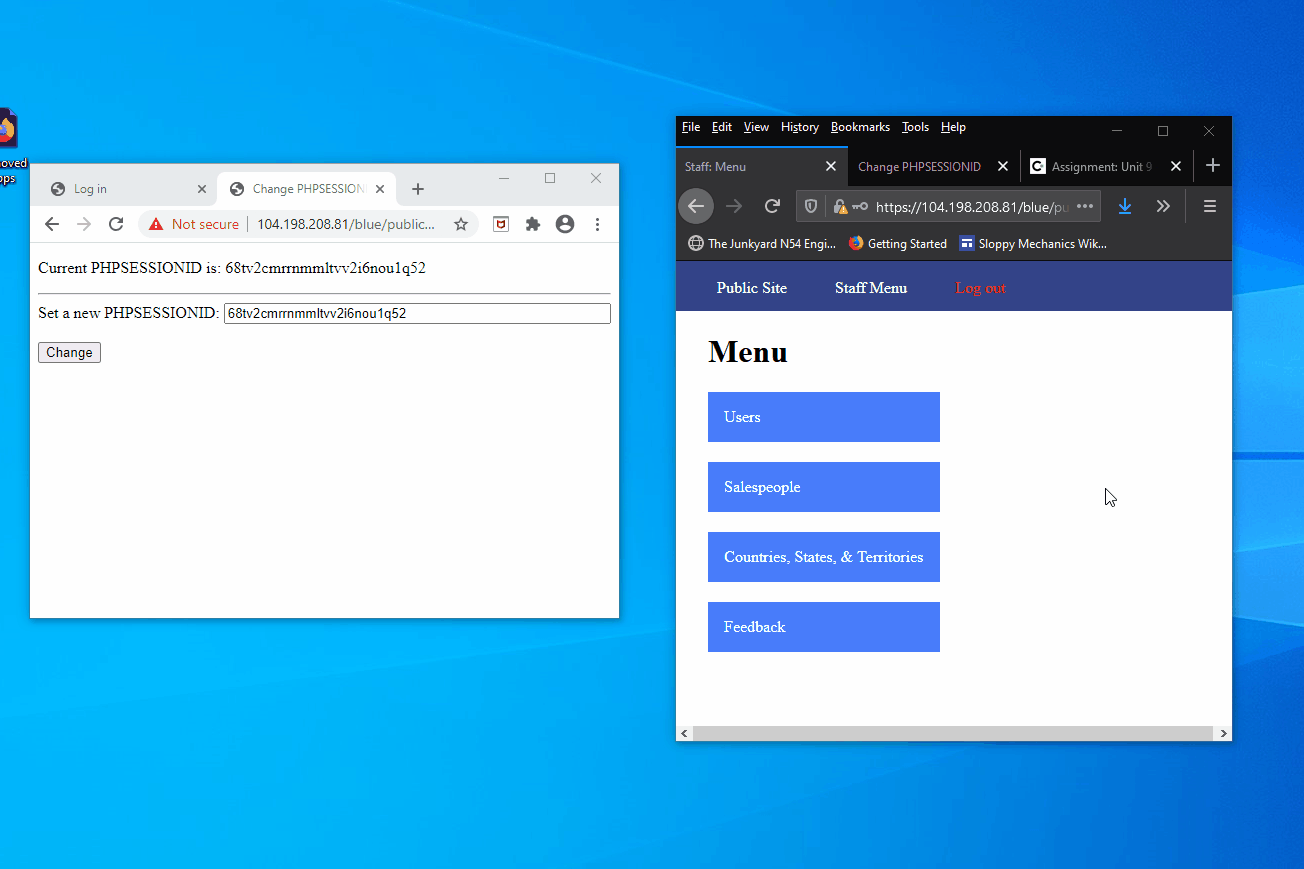 oved
ops
Log in
Change PHPSESSION
Not secure
104.198.208.81/blue/public...
Current PHPSESSIONID is: 68tv2cmrrnmmltvv2i6nou1q52
Set a new PHPSESSIONID: 68tv2cmrrnmmltvv2i6nou1q52
Change
File Edit View History Bookmarks Tools Help
Staff: Menu
Change PHPSESSIONID
Assignment: Unit 9
https://104.198.208.81/blue/pu
The Junkyard N54 Engi...
Getting Started
Sloppy Mechanics Wik...
Public Site
Staff Menu
Log out
Menu
Users
Salespeople
Countries, States, & Territories
Feedback